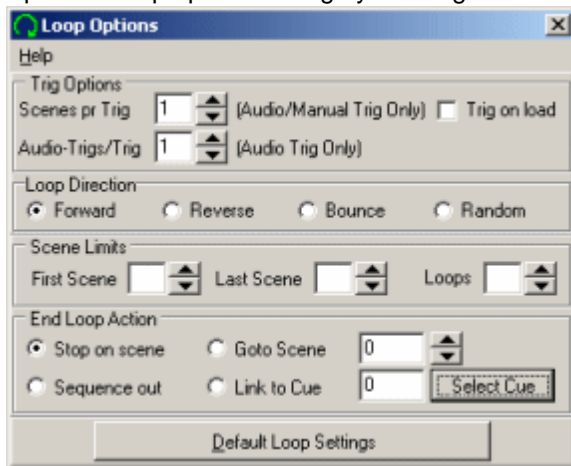 Loop Options
Help
Trig Options
Scenes pr Trig 1 (Audio/Manual Trig Only) Trig on load
Audio-Trigs/Trig 1 (Audio Trig Only)
Loop Direction
Forward Reverse Bounce Random
Scene Limits
First Scene Last Scene Loops
End Loop Action
Stop on scene Goto Scene 0
Sequence out Link to Cue 0 Select Cue
Default Loop Settings